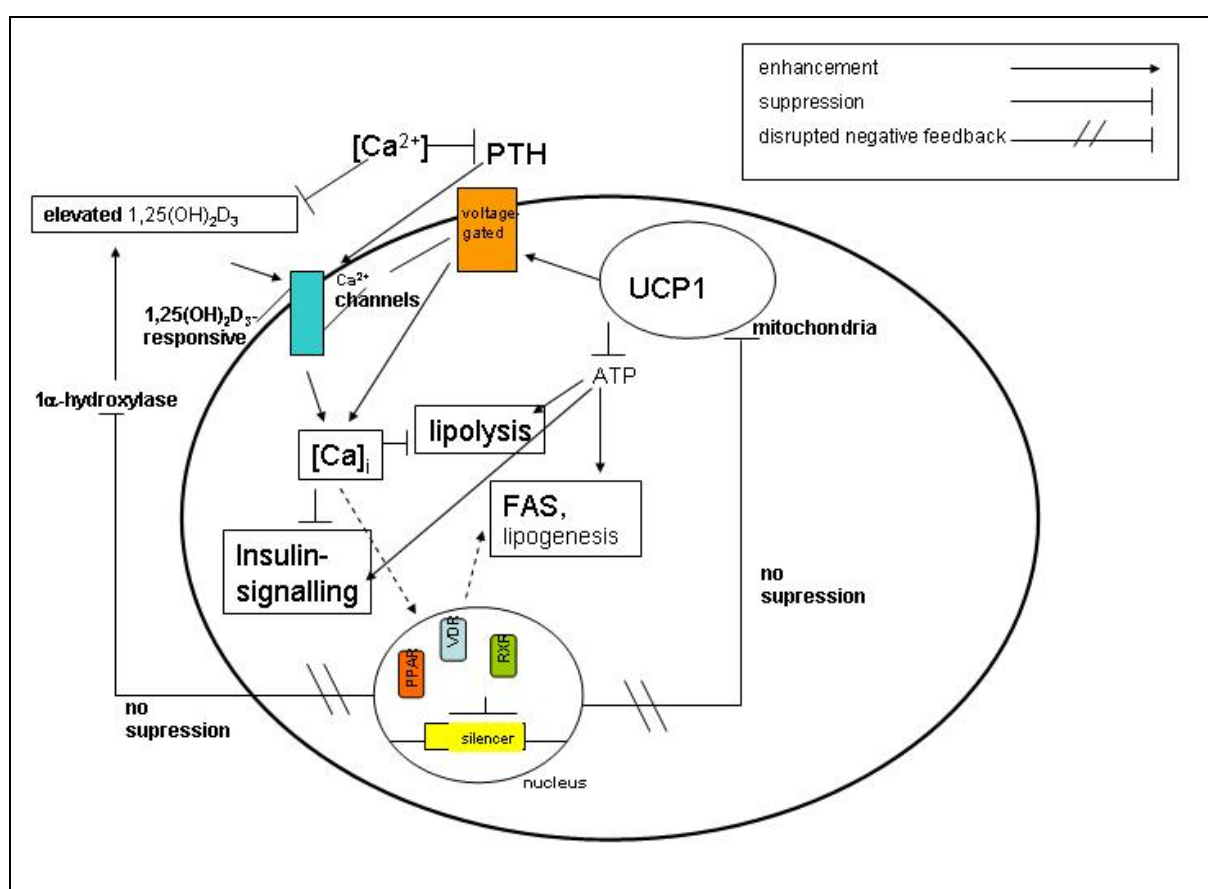 enhancement
suppression
disrupted negative feedback
[Ca²⁺]
PTH
elevated 1,25(OH)₂D₃
voltage-
gated
Ca²⁺
channels
UCP1
1,25(OH)₂D₃-
responsive
mitochondria
ATP
1α-hydroxylase
lipolysis
[Ca]ᵢ
FAS,
lipogenesis
Insulin-
signalling
no
supression
PPAR
VDR
RXR
no
supression
silencer
nucleus